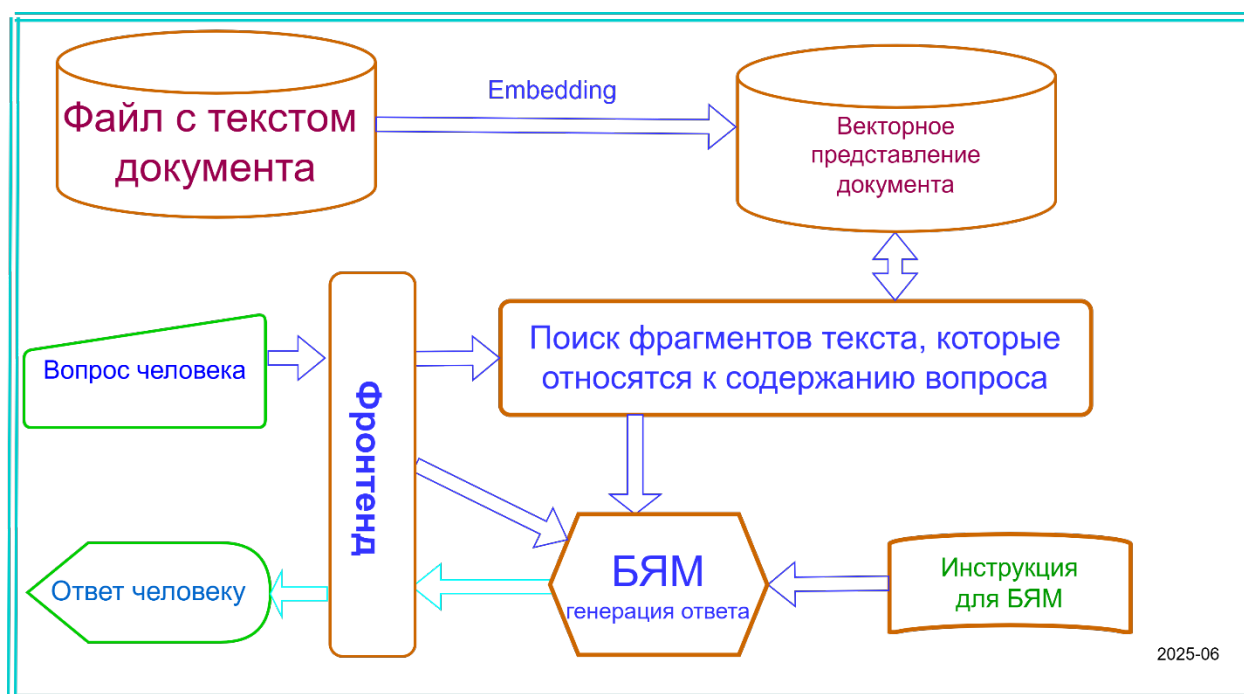 Файл с текстом
документа
Embedding
Векторное
представление
документа
Вопрос человека
Фронтенд
Поиск фрагментов текста, которые
относятся к содержанию вопроса
Ответ человеку
БЯМ
генерация ответа
Инструкция
для БЯМ
2025-06